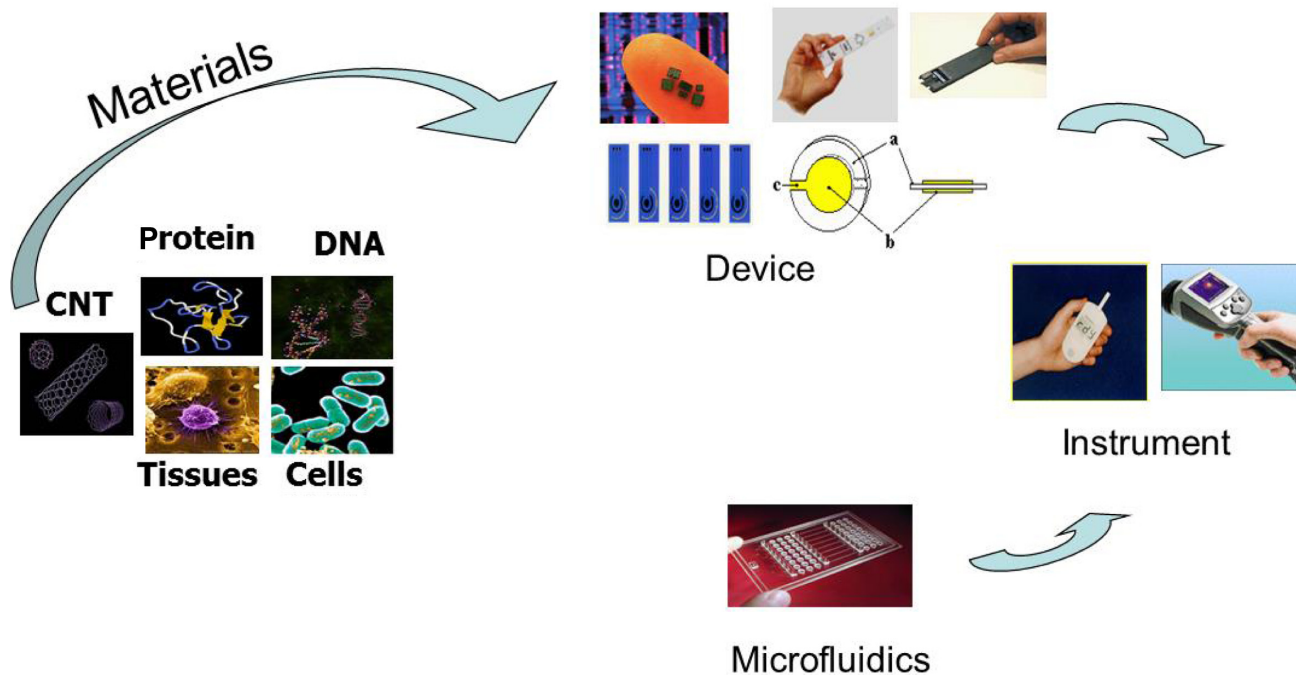 Materials
CNT
Protein
DNA
Tissues
Cells
a
c
b
Device
Instrument
Microfluidics